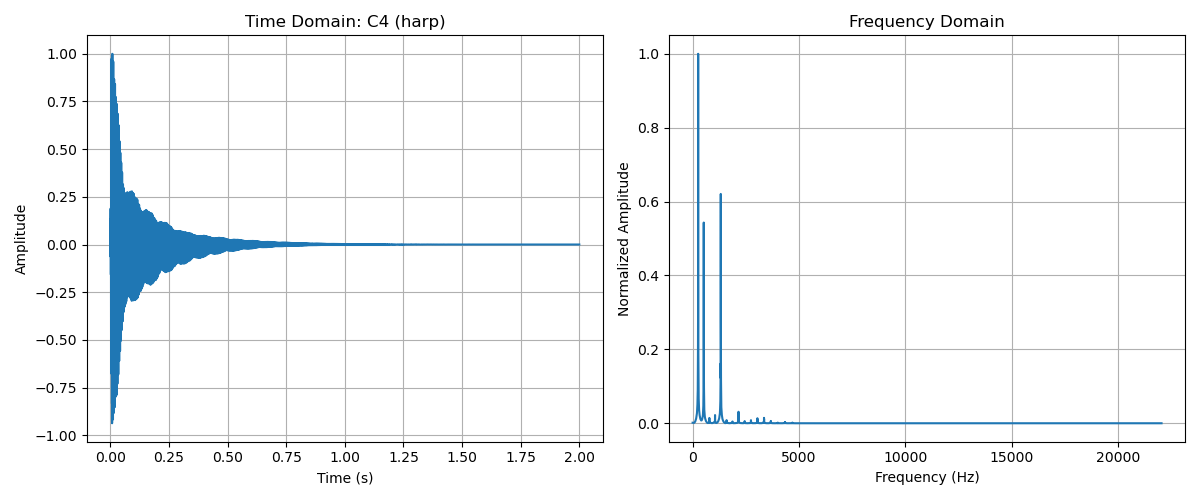 Time Domain: C4 (harp)
1.00
0.75
0.50
0.25
0.00
−0.25
−0.50
−0.75
−1.00
Amplitude
0.00 0.25 0.50 0.75 1.00 1.25 1.50 1.75 2.00
Time (s)
Frequency Domain
1.0
0.8
0.6
0.4
0.2
0.0
Normalized Amplitude
0 5000 10000 15000 20000
Frequency (Hz)